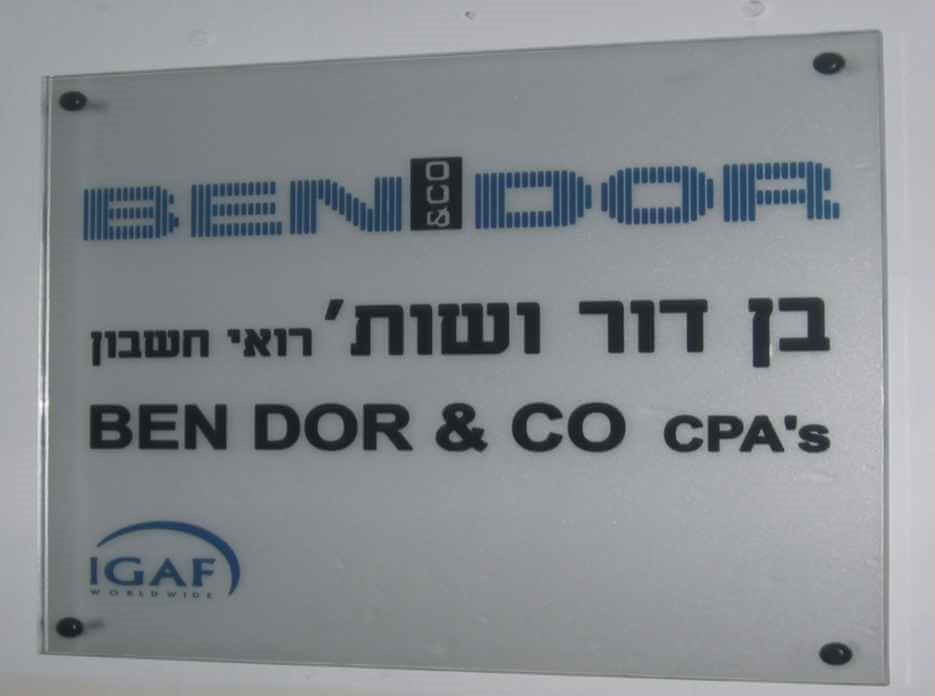 BEN &CO DOR
בן דור ושות' רואי חשבון
BEN DOR & CO CPA's
IGAF
WORLDWIDE